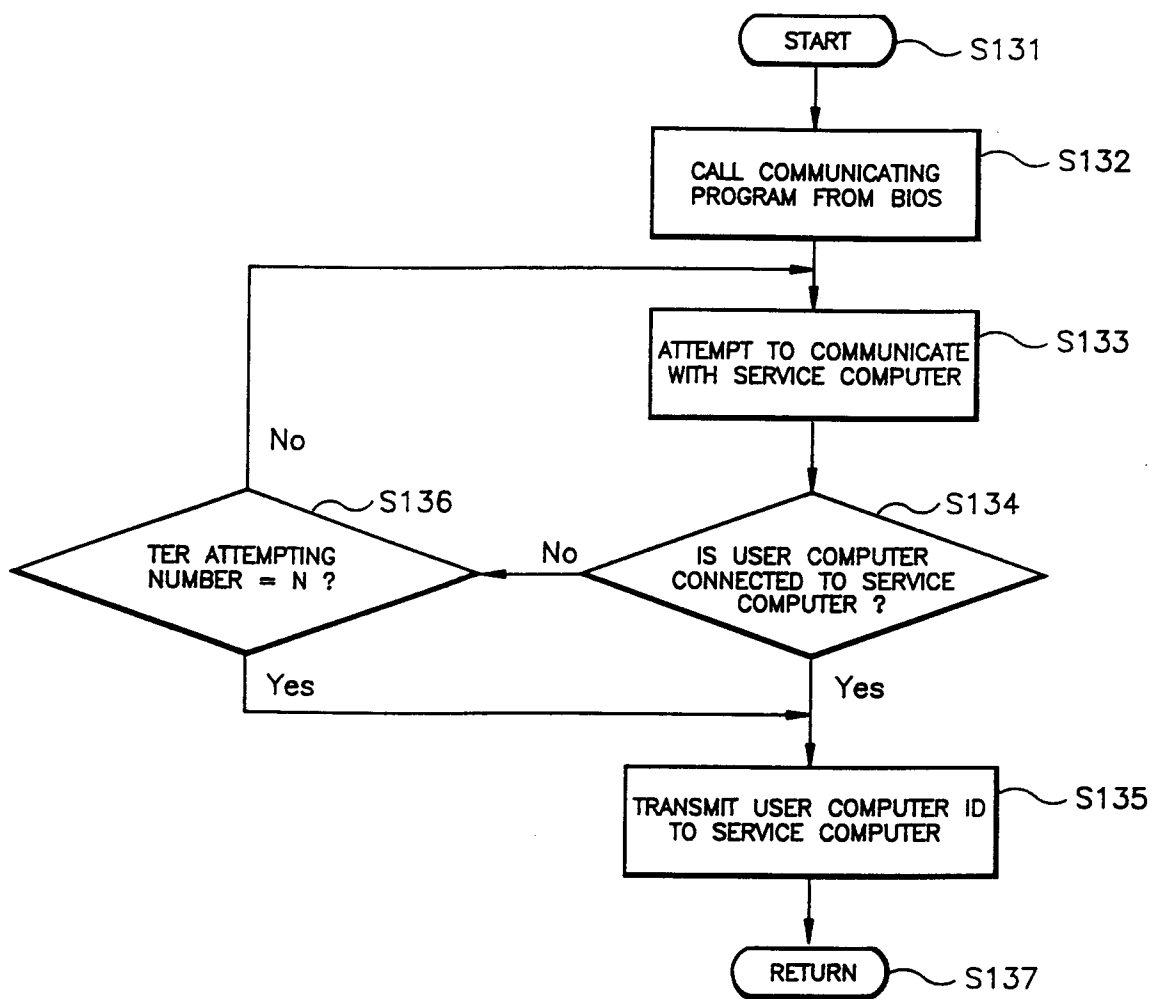 START
S131
CALL COMMUNICATING
PROGRAM FROM BIOS
S132
ATTEMPT TO COMMUNICATE
WITH SERVICE COMPUTER
S133
No
S136
TER ATTEMPTING
NUMBER = N ?
No
S134
IS USER COMPUTER
CONNECTED TO SERVICE
COMPUTER ?
Yes
Yes
TRANSMIT USER COMPUTER ID
TO SERVICE COMPUTER
S135
RETURN
S137